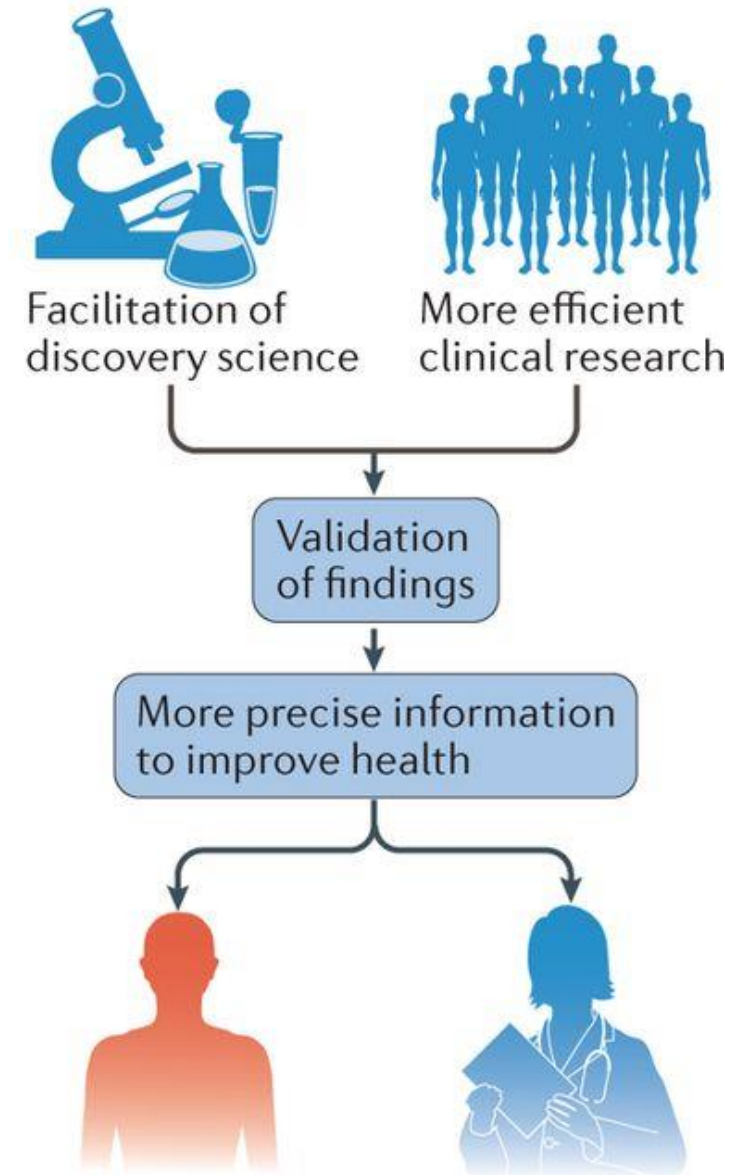 Facilitation of
discovery science
More efficient
clinical research
Validation
of findings
More precise information
to improve health